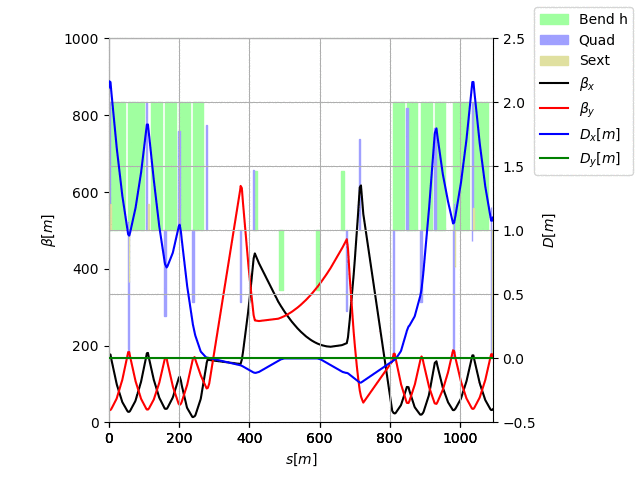 Bend h
Quad
Sext
βx
βy
Dx[m]
Dy[m]
1000
800
600
400
200
0
β[m]
2.5
2.0
1.5
1.0
0.5
0.0
−0.5
D[m]
0 200 400 600 800 1000
s[m]